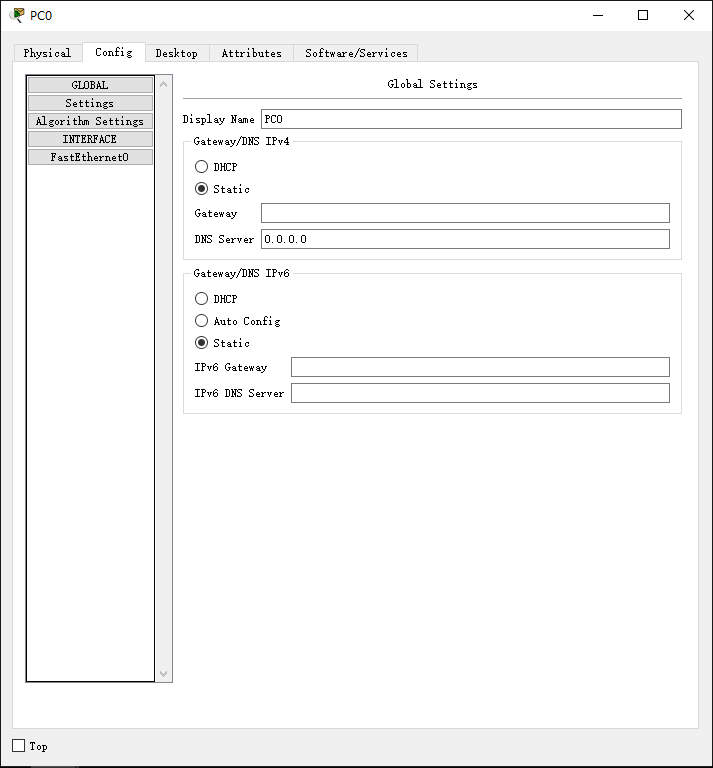 PC0
Physical Config Desktop Attributes Software/Services
GLOBAL
Settings
Algorithm Settings
INTERFACE
FastEthernet0
Global Settings
Display Name PC0
Gateway/DNS IPv4
DHCP
Static
Gateway
DNS Server 0.0.0.0
Gateway/DNS IPv6
DHCP
Auto Config
Static
IPv6 Gateway
IPv6 DNS Server
Top